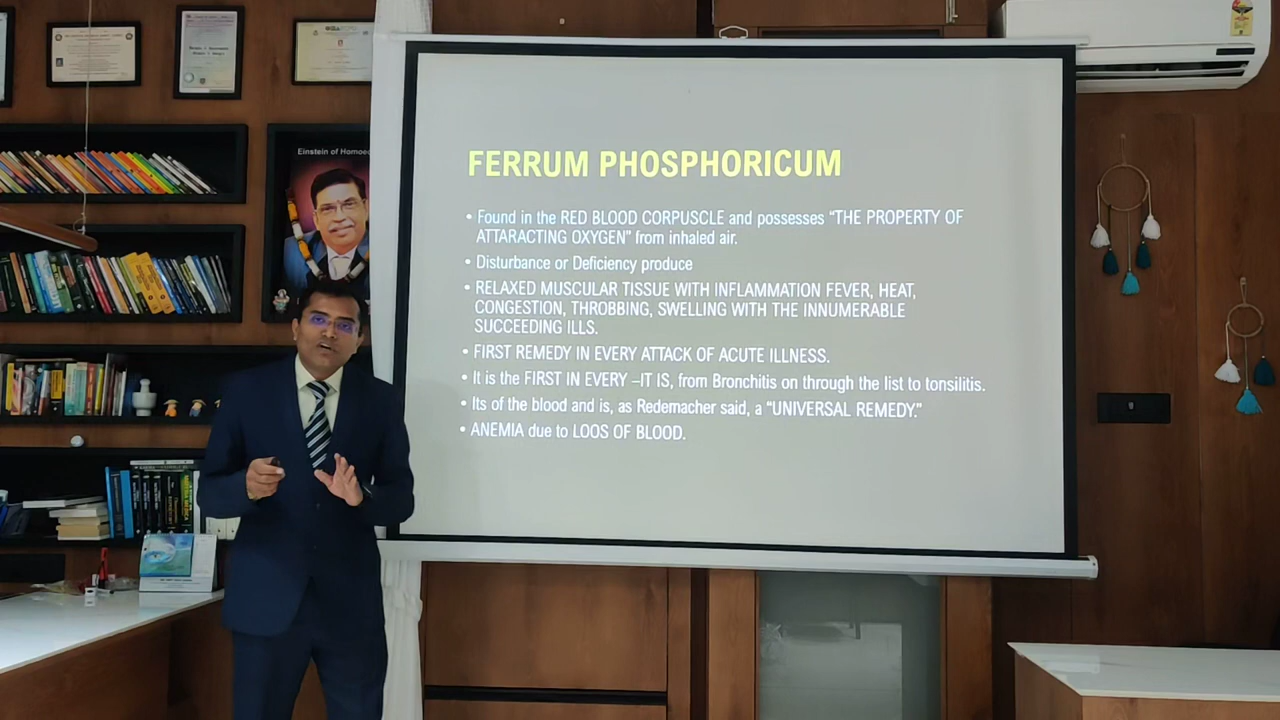 Einstein of Homoeo
FERRUM PHOSPHORICUM
• Found in the RED BLOOD CORPUSCLE and possesses “THE PROPERTY OF
ATTARACTING OXYGEN” from inhaled air.
• Disturbance or Deficiency produce
• RELAXED MUSCULAR TISSUE WITH INFLAMMATION FEVER, HEAT,
CONGESTION, THROBBING, SWELLING WITH THE INNUMERABLE
SUCCEEDING ILLS.
• FIRST REMEDY IN EVERY ATTACK OF ACUTE ILLNESS.
• It is the FIRST IN EVERY –IT IS, from Bronchitis on through the list to tonsilitis.
• Its of the blood and is, as Redemacher said, a “UNIVERSAL REMEDY.”
• ANEMIA due to LOOS OF BLOOD.